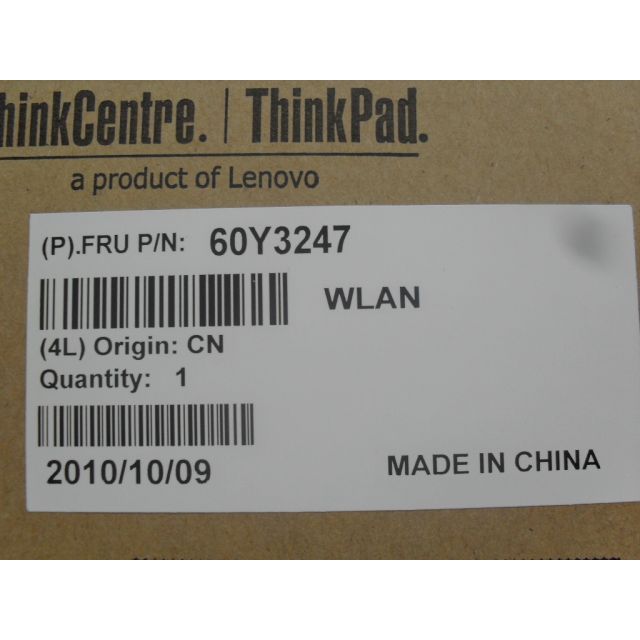 hinkCentre. | ThinkPad.
a product of Lenovo
(P).FRU P/N: 60Y3247
WLAN
(4L) Origin: CN
Quantity: 1
2010/10/09
MADE IN CHINA